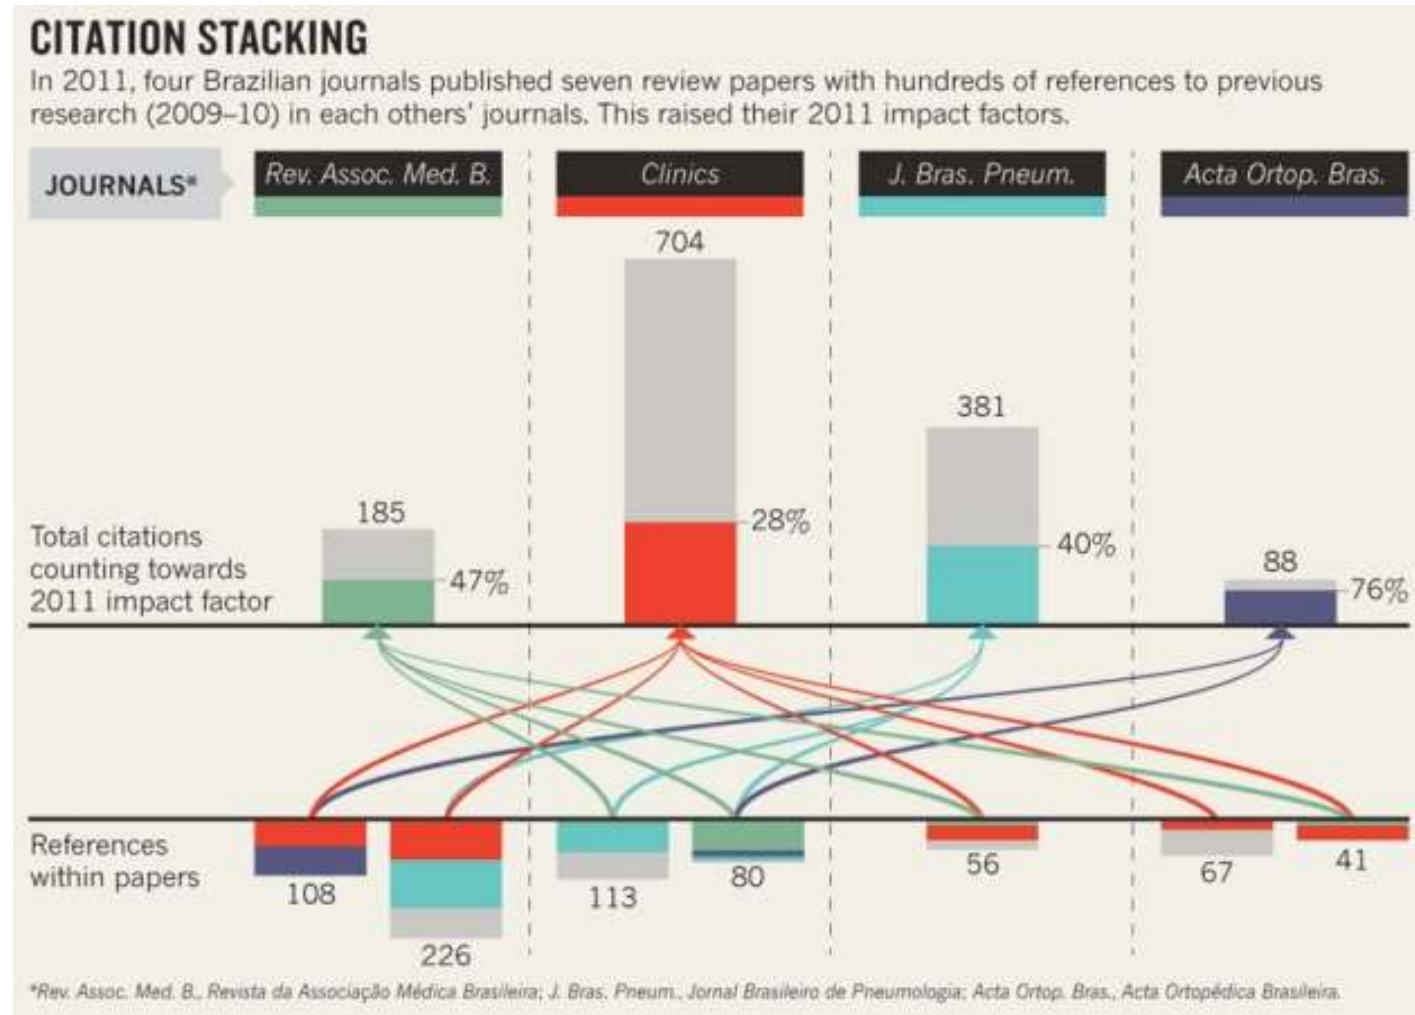 CITATION STACKING
In 2011, four Brazilian journals published seven review papers with hundreds of references to previous
research (2009–10) in each others' journals. This raised their 2011 impact factors.
JOURNALS*
Rev. Assoc. Med. B.
Clinics
J. Bras. Pneum.
Acta Ortop. Bras.
704
381
185
28%
Total citations
counting towards
2011 impact factor
40%
88
47%
76%
References
within papers
108
226
113
80
56
67
41
*Rev. Assoc. Med. B., Revista da Associação Médica Brasileira; J. Bras. Pneum., Jornal Brasileiro de Pneumologia; Acta Ortop. Bras., Acta Ortopédica Brasileira.